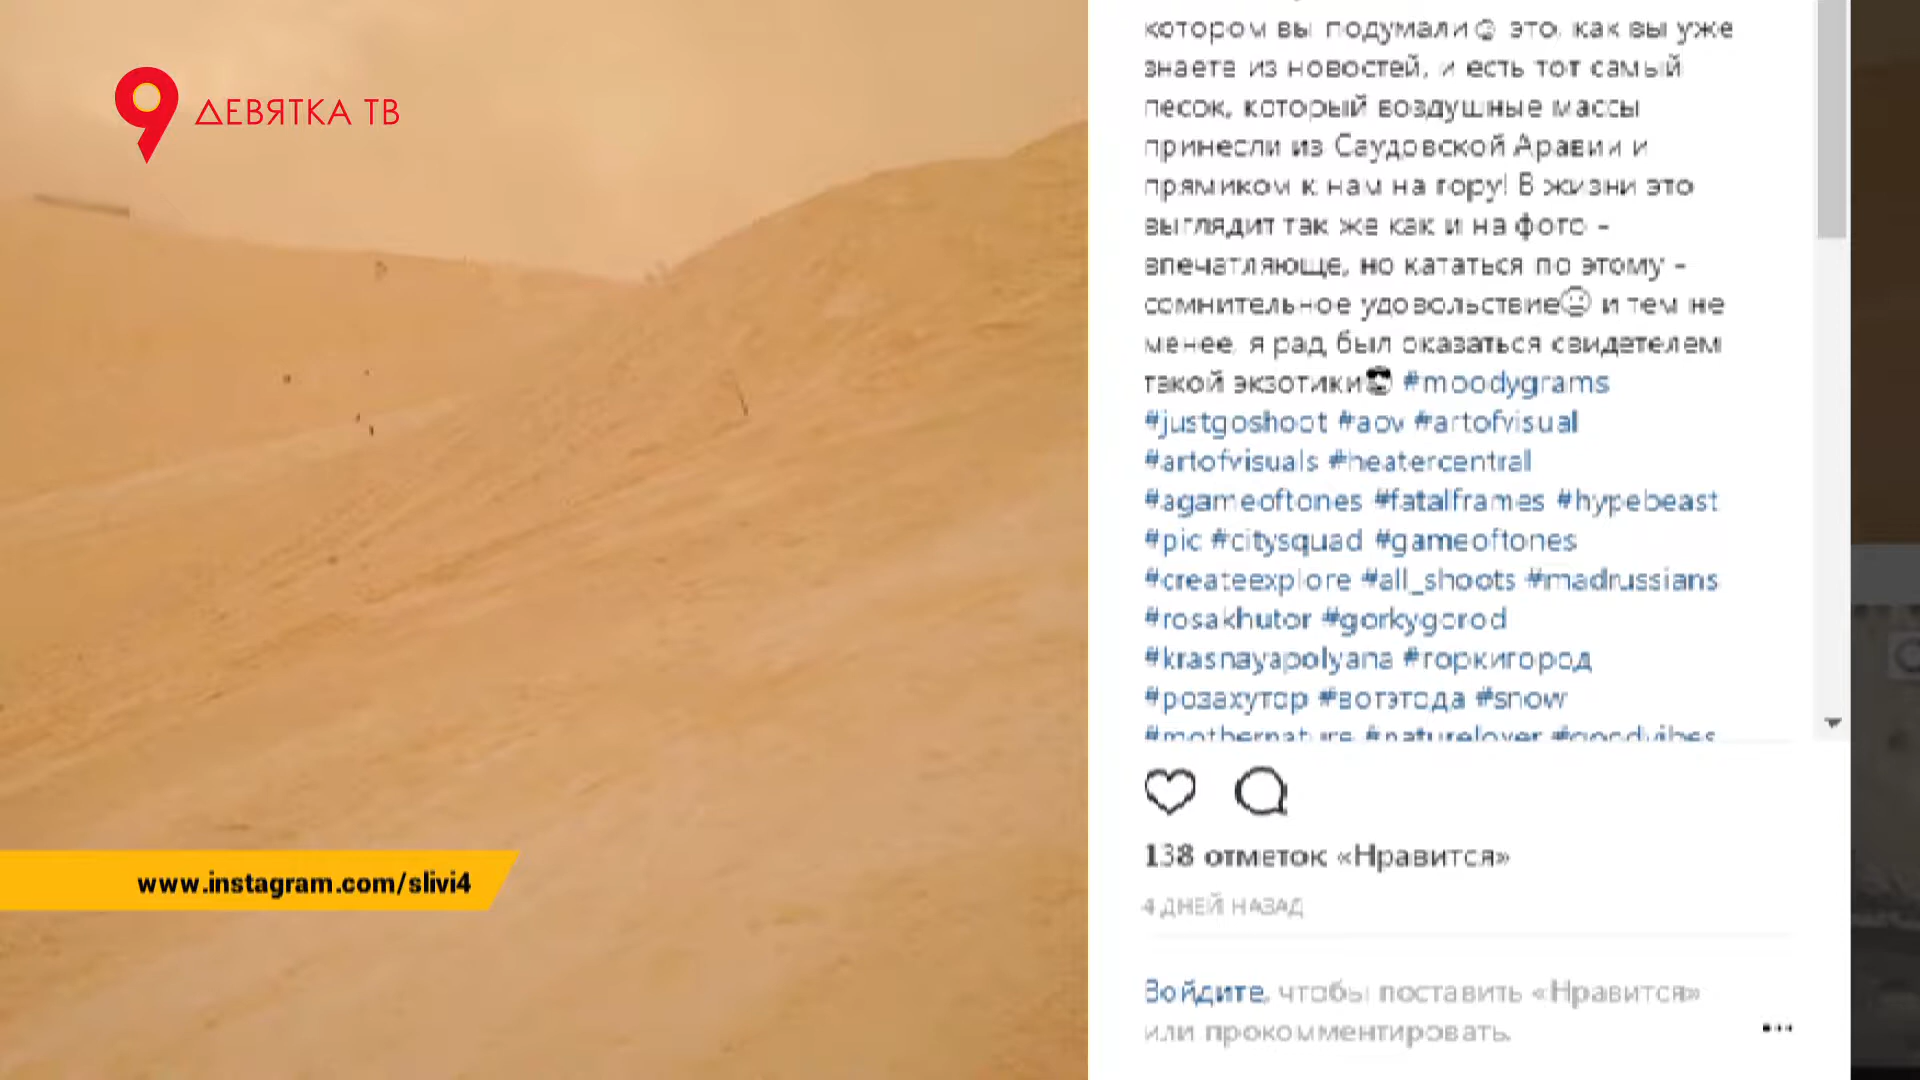 ДЕВЯТКА ТВ
www.instagram.com/slivi4
котором вы подумали это, как вы уже
знаете из новостей, и есть тот самый
песок, который воздушные массы
принесли из Саудовской Аравии и
прямиком к нам на гору! В жизни это
выглядит так же как и на фото -
впечатляюще, но кататься по этому -
сомнительное удовольствие и тем не
менее, я рад был оказаться свидетелем
такой экзотики #moodygrams
#justgoshoot #aov #artofvisual
#artofvisuals #heatercentral
#agameoftones #fatalframes #hypebeast
#pic #citysquad #gameoftones
#createexplore #all_shoots #madrussians
#rosakhutor #gorkygorod
#krasnayapolyana #горкигород
#розахутор #вотэтода #snow
#mothernature #naturelover #goodvibes
138 отметок «Нравится»
4 ДНЕЙ НАЗАД
Войдите, чтобы поставить «Нравится»
или прокомментировать.